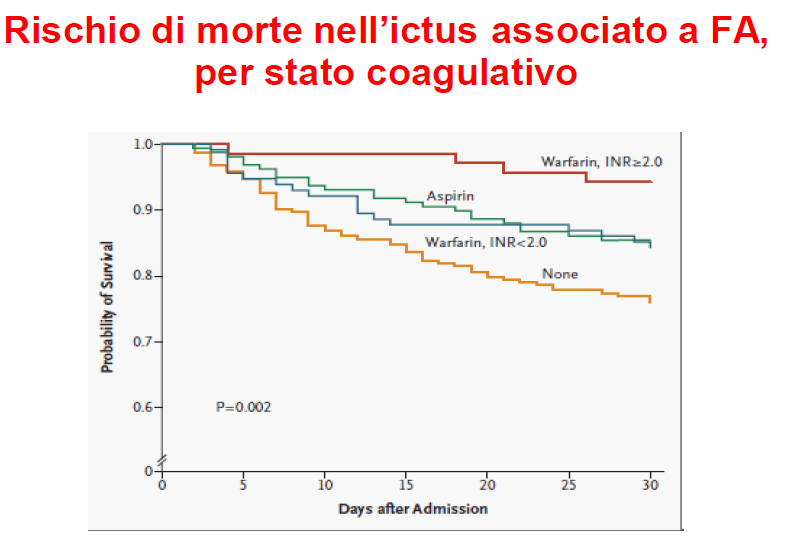 Rischio di morte nell’ictus associato a FA,
per stato coagulativo
1.0
0.9
0.8
0.7
0.6
0
Probability of Survival
Warfarin, INR≥2.0
Aspirin
Warfarin, INR<2.0
None
P=0.002
0 5 10 15 20 25 30
Days after Admission